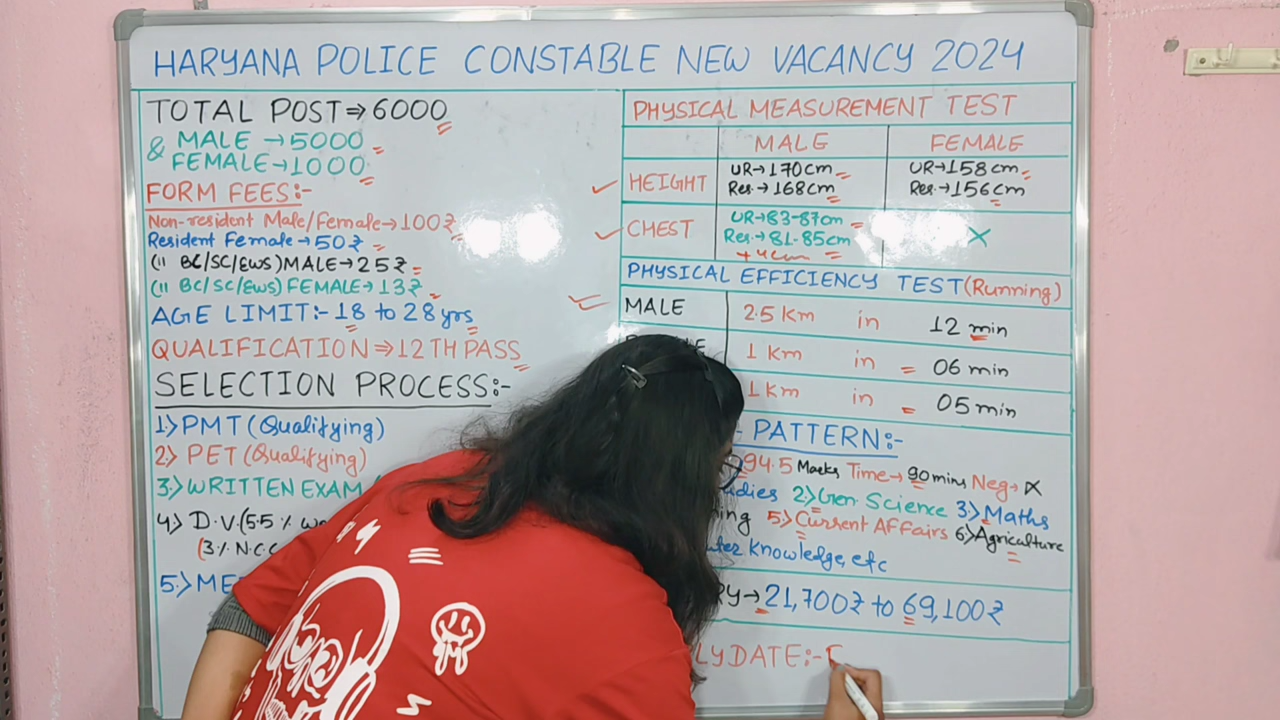 HARYANA POLICE CONSTABLE NEW VACANCY 2024
TOTAL POST⇒6000
& MALE →5000
FEMALE→1000
FORM FEES:-
Non-resident Male/Female→100₹
Resident Female→50₹
(11 BC/SC/EWS)MALE→25₹
(11 BC/SC/EWS)FEMALE→13₹
AGE LIMIT:- 18 to 28 yrs
QUALIFICATION⇒12TH PASS
SELECTION PROCESS:-
1> PMT (Qualifying)
2> PET (Qualifying)
3.> WRITTEN EXAM
4.> D.V.(5.5 %
(3% N.C.C
5.> ME
PHYSICAL MEASUREMENT TEST
MALE FEMALE
HEIGHT UR→170cm UR→158cm
Res.→168cm Res.→156cm
CHEST UR→83-87cm X
Res.→81-85cm
+4cm
PHYSICAL EFFICIENCY TEST(Running)
MALE 2.5 Km in 12 min
1 Km in = 06 min
1 Km in = 05 min
PATTERN:-
94.5 Marks Time→90mins Neg→X
2.>Gen. Science 3.>Maths
5.>Current Affairs 6.>Agriculture
Knowledge, etc
→21,700₹ to 69,100₹
LYDATE:-